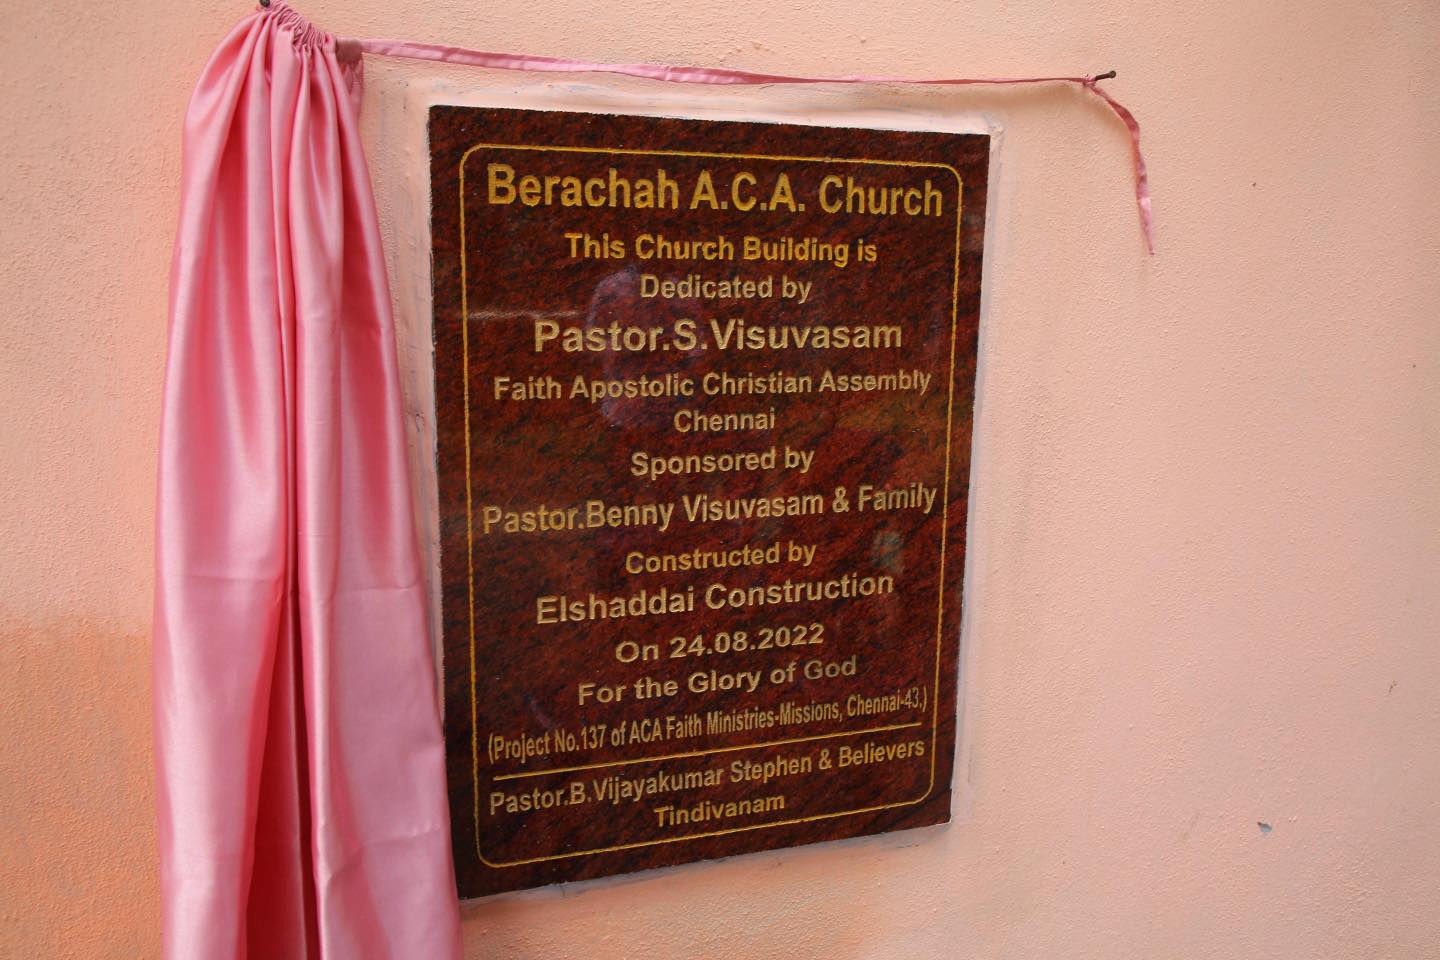 Berachah A.C.A. Church
This Church Building is
Dedicated by
Pastor.S.Visuvasam
Faith Apostolic Christian Assembly
Chennai
Sponsored by
Pastor.Benny Visuvasam & Family
Constructed by
Elshaddai Construction
On 24.08.2022
For the Glory of God
(Project No.137 of ACA Faith Ministries-Missions, Chennai-43.)
Pastor.B.Vijayakumar Stephen & Believers
Tindivanam